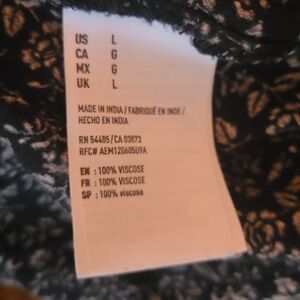 US L
CA G
MX G
UK L
MADE IN INDIA / FABRIQUÉ EN INDE /
HECHO EN INDIA
RN 54485 / CA 03873
RFC# AEM12060509A
EN : 100% VISCOSE
FR : 100% VISCOSE
SP : 100% viscosa